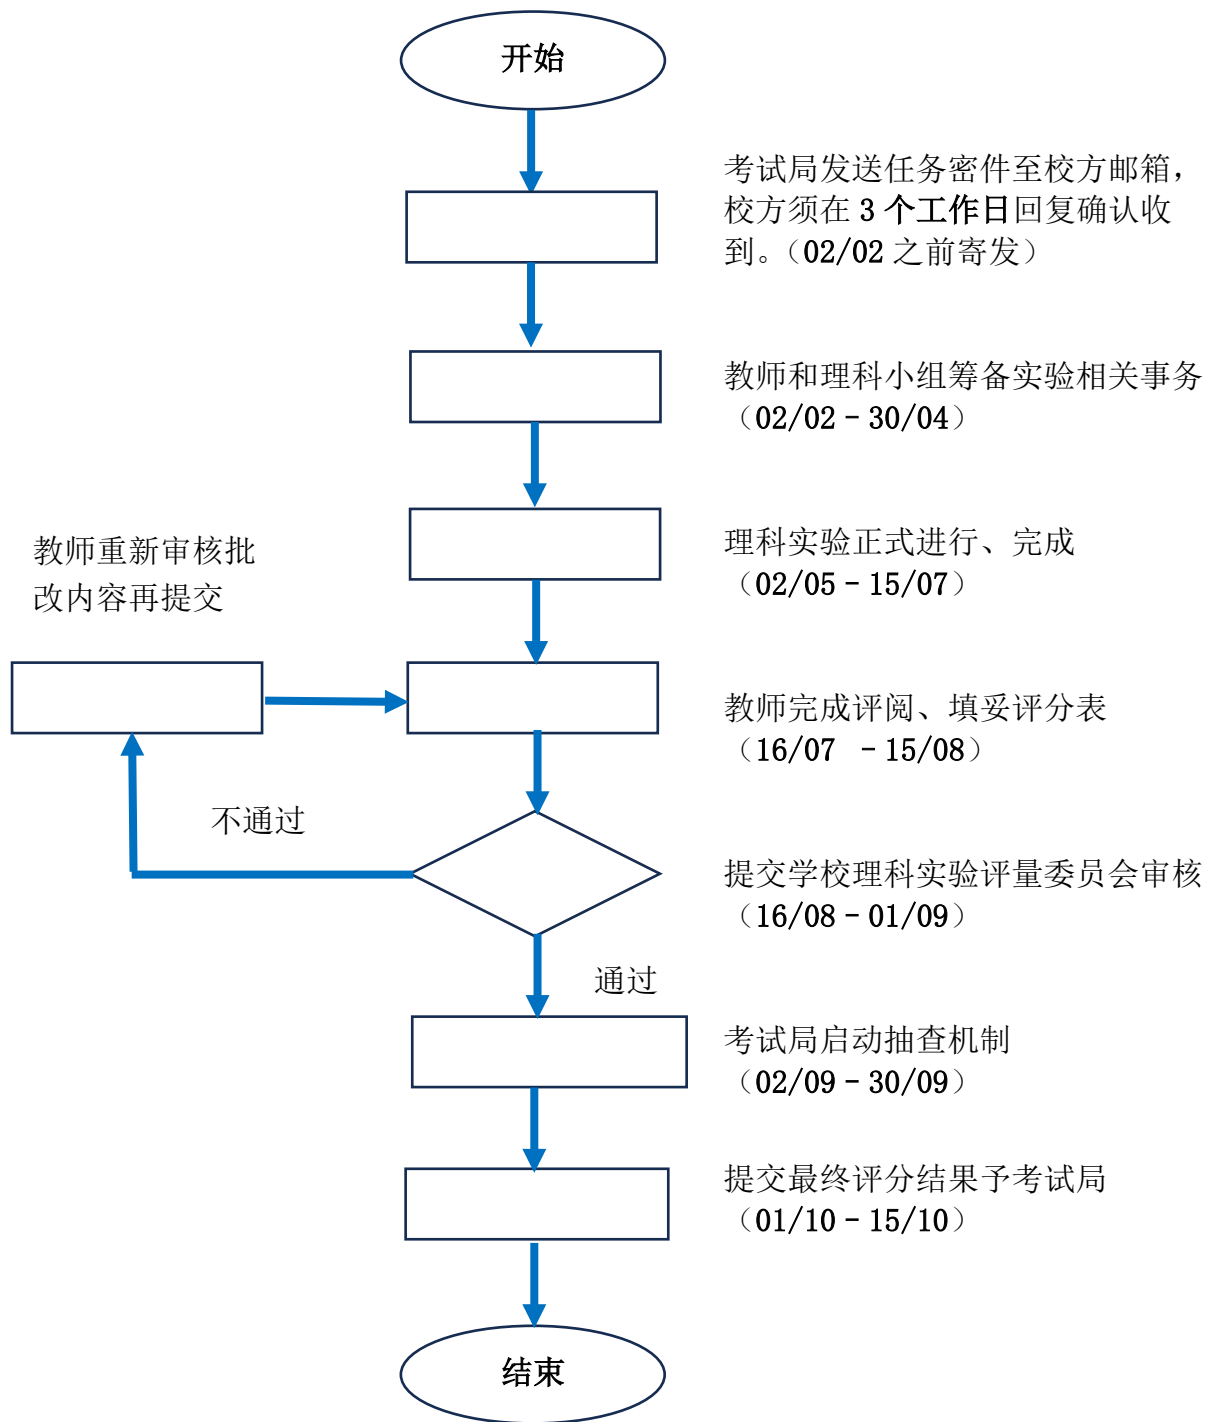 开始
考试局发送任务密件至校方邮箱，
校方须在 3 个工作日回复确认收
到。（02/02 之前寄发）
教师和理科小组筹备实验相关事务
（02/02－30/04）
理科实验正式进行、完成
（02/05－15/07）
教师重新审核批
改内容再提交
教师完成评阅、填妥评分表
（16/07 －15/08）
不通过
提交学校理科实验评量委员会审核
（16/08－01/09）
通过
考试局启动抽查机制
（02/09－30/09）
提交最终评分结果予考试局
（01/10－15/10）
结束